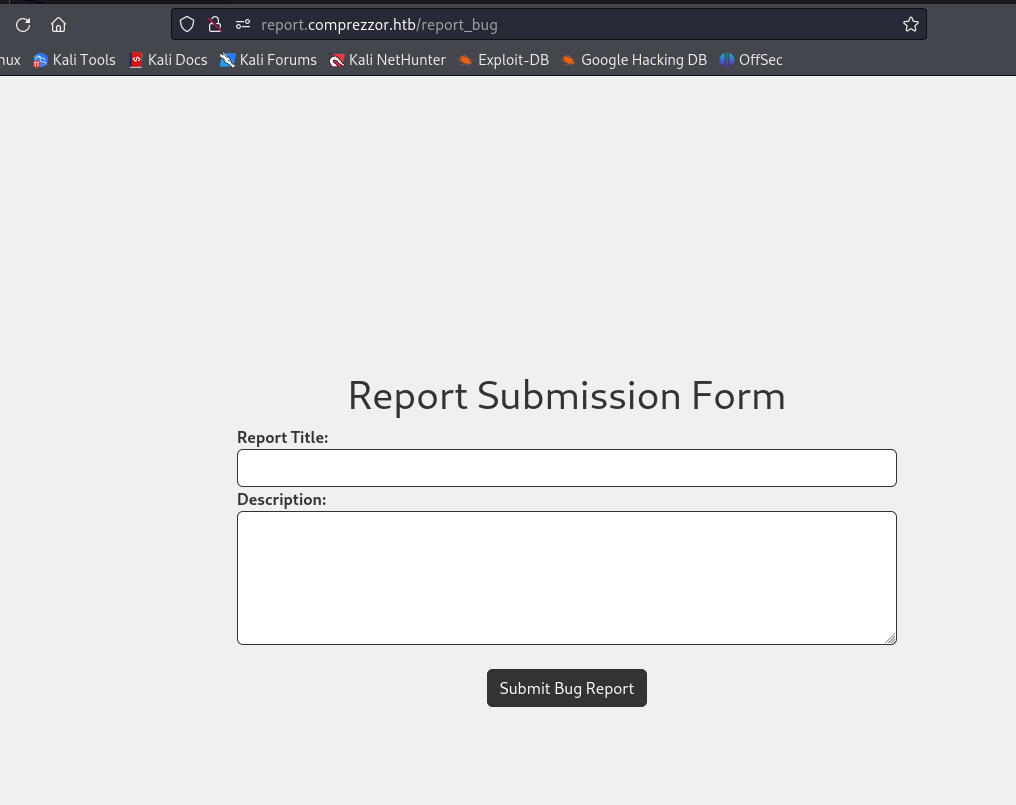 report.comprezzor.htb/report_bug
nux Kali Tools Kali Docs Kali Forums Kali NetHunter Exploit-DB Google Hacking DB OffSec
Report Submission Form
Report Title:
Description:
Submit Bug Report